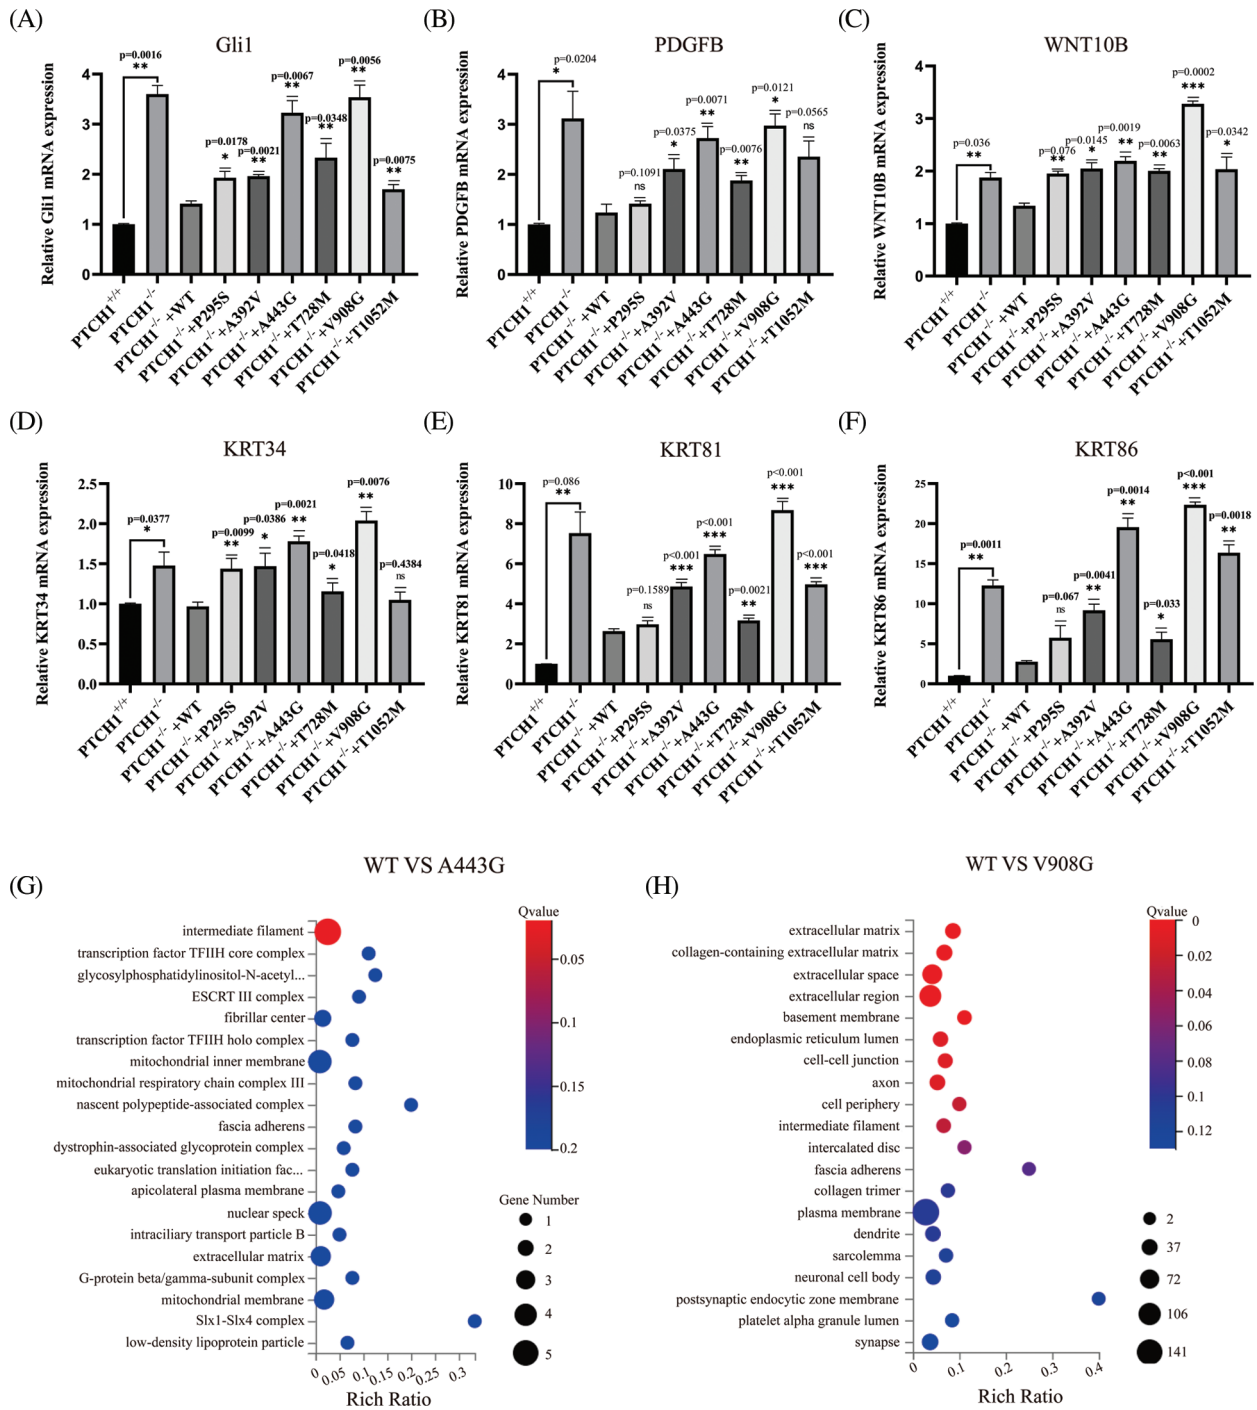 (A)
Gli1
Relative Gli1 mRNA expression
4
3
2
1
0
p=0.0016
**
p=0.0178
*
p=0.0021
**
p=0.0067
**
p=0.0348
**
p=0.0056
**
p=0.0075
**
PTCH1+/+
PTCH1-/-
PTCH1-/-+WT
PTCH1-/-+P295S
PTCH1-/-+A392V
PTCH1-/-+A443G
PTCH1-/-+T728M
PTCH1-/-+V908G
PTCH1-/-+T1052M
(B)
PDGFB
Relative PDGFB mRNA expression
4
3
2
1
0
p=0.0204
*
p=0.1091
ns
p=0.0375
*
p=0.0071
**
p=0.0076
**
p=0.0121
*
p=0.0565
ns
PTCH1+/+
PTCH1-/-
PTCH1-/-+WT
PTCH1-/-+P295S
PTCH1-/-+A392V
PTCH1-/-+A443G
PTCH1-/-+T728M
PTCH1-/-+V908G
PTCH1-/-+T1052M
(C)
WNT10B
Relative WNT10B mRNA expression
4
3
2
1
0
p=0.036
**
p=0.076
**
p=0.0145
*
p=0.0019
**
p=0.0063
**
p=0.0002
***
p=0.0342
*
PTCH1+/+
PTCH1-/-
PTCH1-/-+WT
PTCH1-/-+P295S
PTCH1-/-+A392V
PTCH1-/-+A443G
PTCH1-/-+T728M
PTCH1-/-+V908G
PTCH1-/-+T1052M
(D)
KRT34
Relative KRT34 mRNA expression
2.5
2.0
1.5
1.0
0.5
0.0
p=0.0377
*
p=0.0099
**
p=0.0386
*
p=0.0021
**
p=0.0418
*
p=0.0076
**
p=0.4384
ns
PTCH1+/+
PTCH1-/-
PTCH1-/-+WT
PTCH1-/-+P295S
PTCH1-/-+A392V
PTCH1-/-+A443G
PTCH1-/-+T728M
PTCH1-/-+V908G
PTCH1-/-+T1052M
(E)
KRT81
Relative KRT81 mRNA expression
10
8
6
4
2
0
p=0.086
**
p=0.1589
ns
p<0.001
***
p<0.001
***
p=0.0021
**
p<0.001
***
p<0.001
***
PTCH1+/+
PTCH1-/-
PTCH1-/-+WT
PTCH1-/-+P295S
PTCH1-/-+A392V
PTCH1-/-+A443G
PTCH1-/-+T728M
PTCH1-/-+V908G
PTCH1-/-+T1052M
(F)
KRT86
Relative KRT86 mRNA expression
25
20
15
10
5
0
p=0.0011
**
p=0.067
ns
p=0.0041
**
p=0.0014
**
p=0.033
*
p<0.001
***
p=0.0018
**
PTCH1+/+
PTCH1-/-
PTCH1-/-+WT
PTCH1-/-+P295S
PTCH1-/-+A392V
PTCH1-/-+A443G
PTCH1-/-+T728M
PTCH1-/-+V908G
PTCH1-/-+T1052M
(G)
WT VS A443G
intermediate filament
transcription factor TFIIH core complex
glycosylphosphatidylinositol-N-acetyl...
ESCRT III complex
fibrillar center
transcription factor TFIIH holo complex
mitochondrial inner membrane
mitochondrial respiratory chain complex III
nascent polypeptide-associated complex
fascia adherens
dystrophin-associated glycoprotein complex
eukaryotic translation initiation fac...
apicolateral plasma membrane
nuclear speck
intraciliary transport particle B
extracellular matrix
G-protein beta/gamma-subunit complex
mitochondrial membrane
Slx1-Slx4 complex
low-density lipoprotein particle
0 0.05 0.1 0.15 0.2 0.25 0.3
Rich Ratio
Qvalue
0.05
0.1
0.15
0.2
Gene Number
1
2
3
4
5
(H)
WT VS V908G
extracellular matrix
collagen-containing extracellular matrix
extracellular space
extracellular region
basement membrane
endoplasmic reticulum lumen
cell-cell junction
axon
cell periphery
intermediate filament
intercalated disc
fascia adherens
collagen trimer
plasma membrane
dendrite
sarcolemma
neuronal cell body
postsynaptic endocytic zone membrane
platelet alpha granule lumen
synapse
0 0.1 0.2 0.3 0.4
Rich Ratio
Qvalue
0
0.02
0.04
0.06
0.08
0.1
0.12
2
37
72
106
141